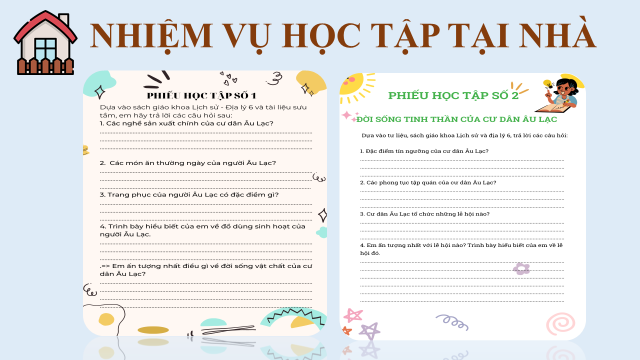 NHIỆM VỤ HỌC TẬP TẠI NHÀ
PHIẾU HỌC TẬP SỐ 1
Dựa vào sách giáo khoa Lịch sử - Địa lý 6 và tài liệu sưu
tầm, em hãy trả lời các câu hỏi sau:
1. Các nghề sản xuất chính của cư dân Âu Lạc?
2. Các món ăn thường ngày của người Âu Lạc?
3. Trang phục của người Âu Lạc có đặc điểm gì?
4. Trình bày hiểu biết của em về đồ dùng sinh hoạt của
người Âu Lạc.
=> Em ấn tượng nhất điều gì về đời sống vật chất của cư
dân Âu Lạc?
PHIẾU HỌC TẬP SỐ 2
ĐỜI SỐNG TINH THẦN CỦA CƯ DÂN ÂU LẠC
Dựa vào tư liệu, sách giáo khoa Lịch sử và địa lý 6, trả lời các câu hỏi:
1. Đặc điểm tín ngưỡng của cư dân Âu Lạc?
2. Các phong tục tập quán của cư dân Âu Lạc?
3. Cư dân Âu Lạc tổ chức những lễ hội nào?
4. Em ấn tượng nhất với lễ hội nào? Trình bày hiểu biết của em về lễ
hội đó.